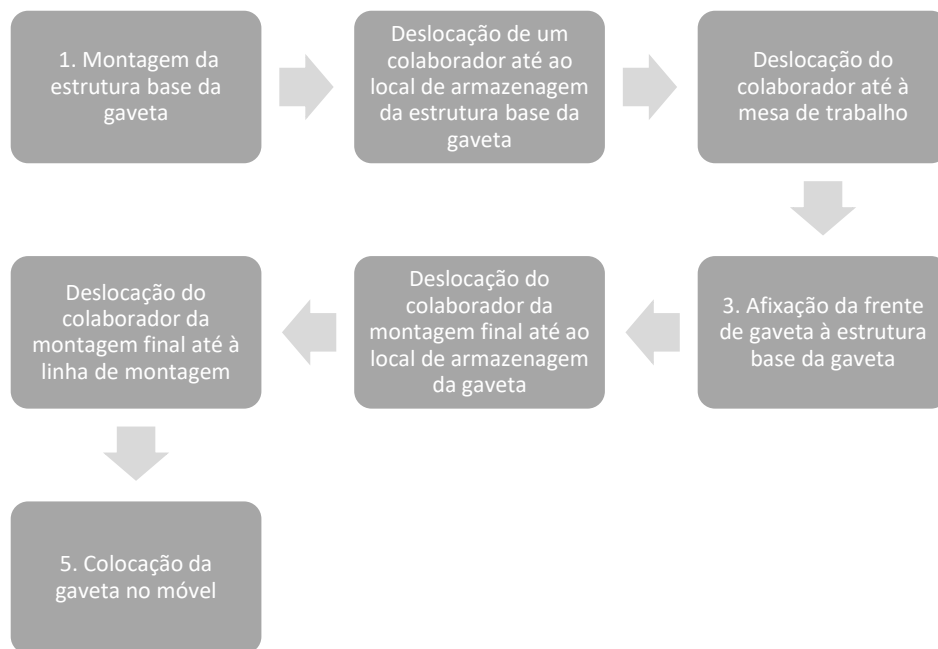 1. Montagem da
estrutura base da
gaveta
Deslocação de um
colaborador até ao
local de armazenagem
da estrutura base da
gaveta
Deslocação do
colaborador até à
mesa de trabalho
3. Afixação da frente
de gaveta à estrutura
base da gaveta
Deslocação do
colaborador da
montagem final até ao
local de armazenagem
da gaveta
Deslocação do
colaborador da
montagem final até à
linha de montagem
5. Colocação da
gaveta no móvel